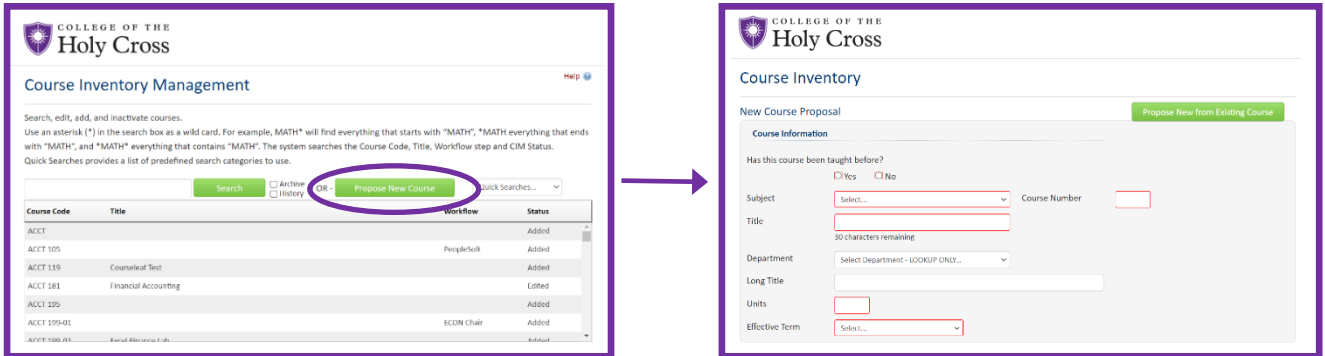 COLLEGE OF THE
Holy Cross
Course Inventory Management
Help
Search, edit, add, and inactivate courses.
Use an asterisk (*) in the search box as a wild card. For example, MATH* will find everything that starts with "MATH", *MATH everything that ends
with "MATH", and *MATH* everything that contains "MATH". The system searches the Course Code, Title, Workflow step and CIM Status.
Quick Searches provides a list of predefined search categories to use.
Search Archive History - OR - Propose New Course Quick Searches...
Course Code Title Workflow Status
ACCT Added
ACCT 105 PeopleSoft Added
ACCT 119 Courseleaf Test Added
ACCT 181 Financial Accounting Edited
ACCT 195 Added
ACCT 199-01 ECON Chair Added
ACCT 199-02 Excel Finance Lab Added
COLLEGE OF THE
Holy Cross
Course Inventory
New Course Proposal Propose New from Existing Course
Course Information
Has this course been taught before?
Yes No
Subject Select... Course Number
Title
30 characters remaining
Department Select Department - LOOKUP ONLY...
Long Title
Units
Effective Term Select...